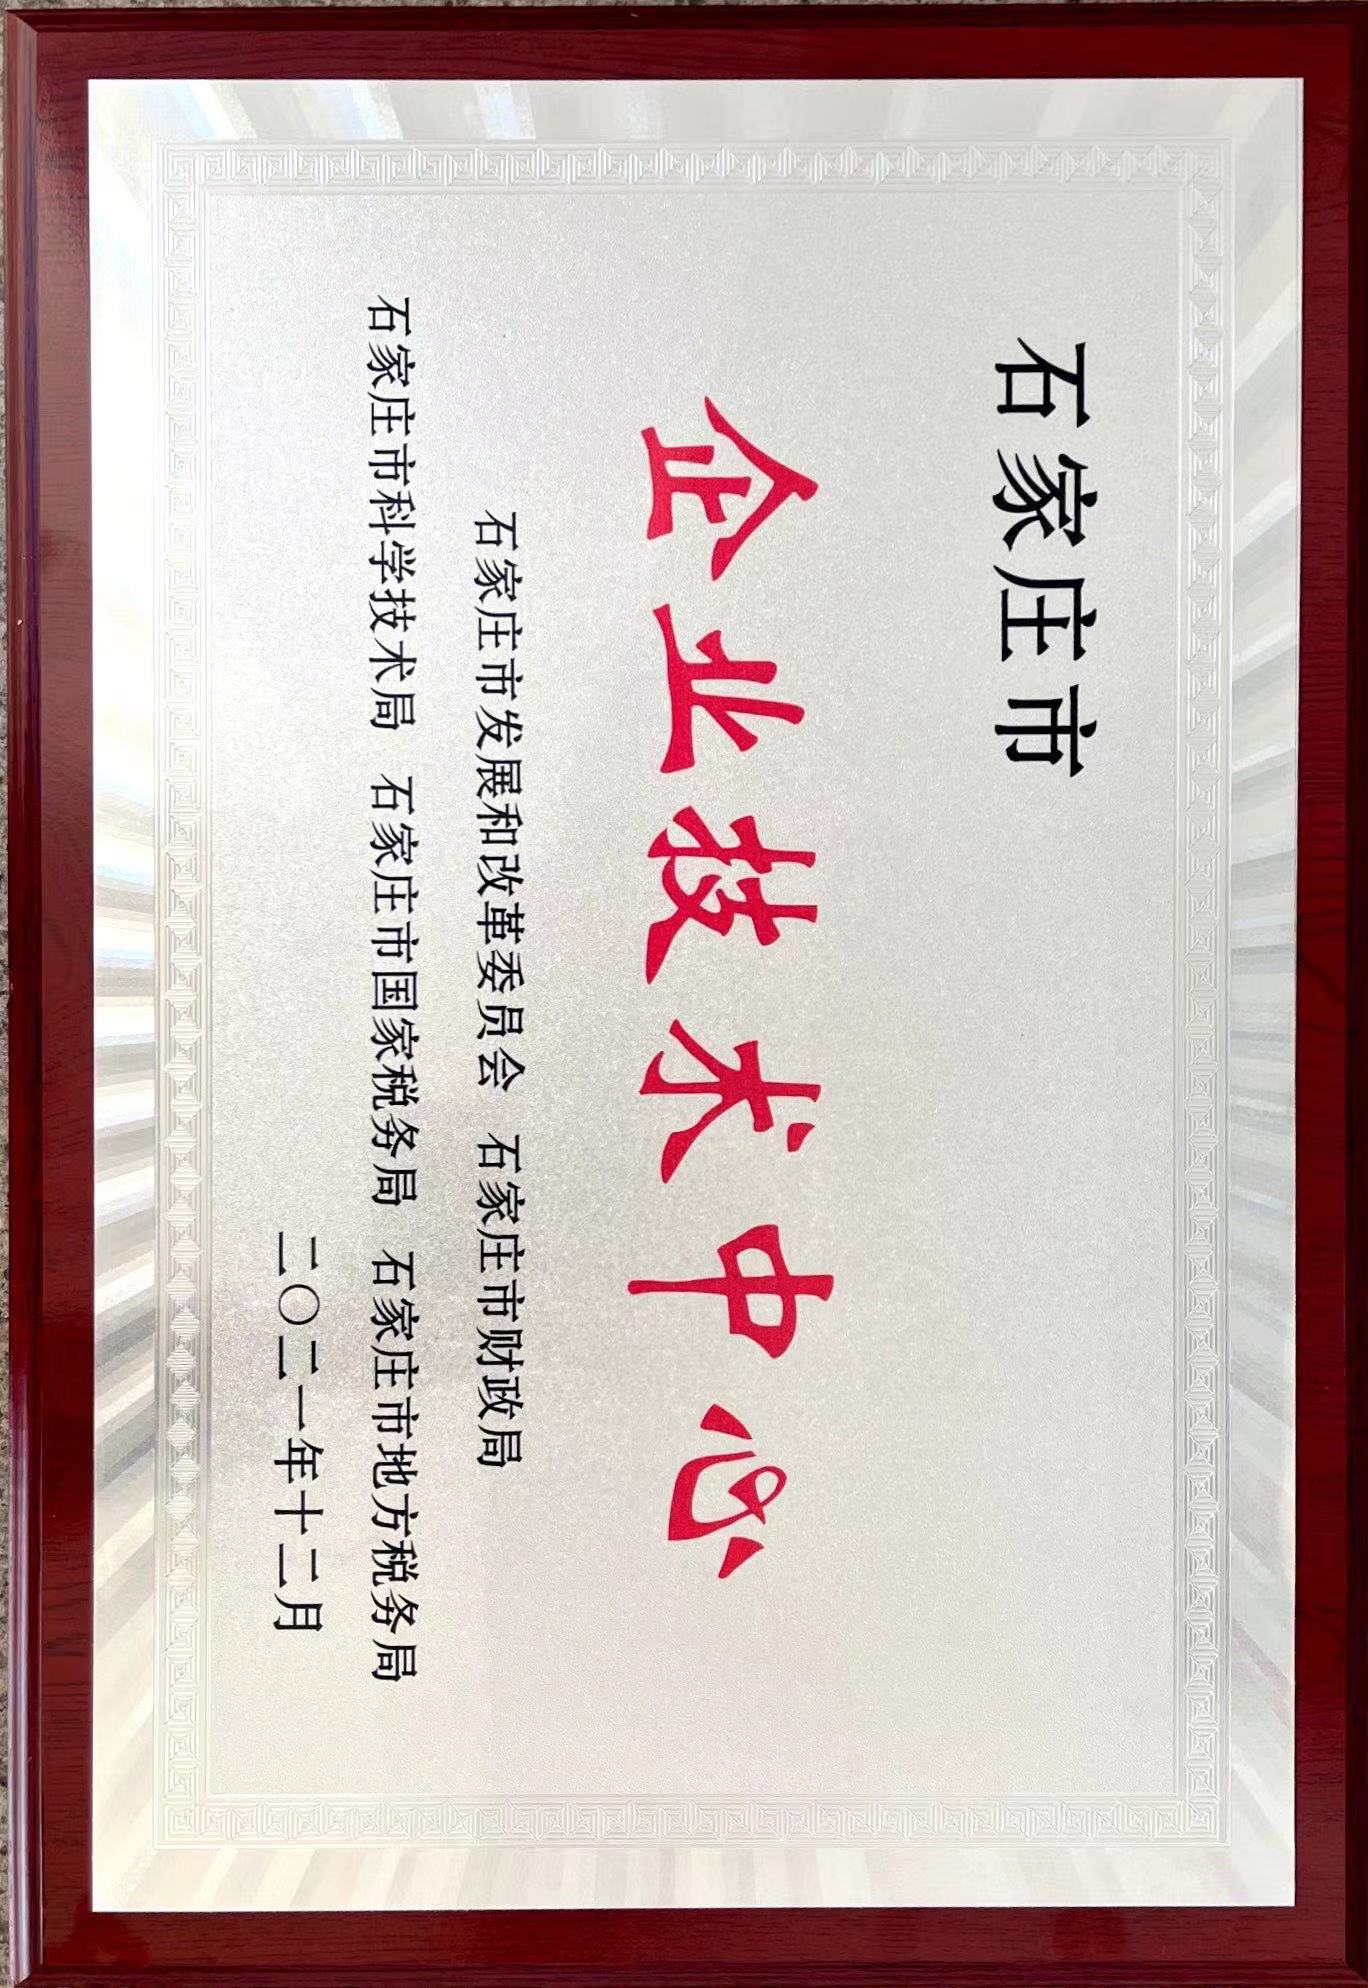 石家庄市
企业技术中心
石家庄市发展和改革委员会 石家庄市财政局
石家庄市科学技术局 石家庄市国家税务局 石家庄市地方税务局
二〇二一年十二月